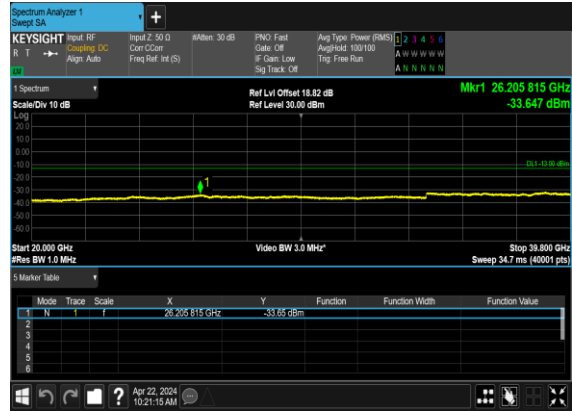 Spectrum Analyzer 1
Swept SA
+
KEYSIGHT Input: RF Input Z: 50 Ω #Atten: 30 dB PNO: Fast Avg Type: Power (RMS) 1 2 3 4 5 6
R T Coupling: DC Corr CCorr Gate: Off Avg|Hold: 100/100 A W W W W W
Align: Auto Freq Ref: Int (S) IF Gain: Low Trig: Free Run
Sig Track: Off A N N N N N
1 Spectrum Ref Lvl Offset 18.82 dB Mkr1 26.205 815 GHz
Scale/Div 10 dB Ref Level 30.00 dBm -33.647 dBm
Log
20.0
10.0
0.00
-10.0 DL1 -13.00 dBm
-20.0
-30.0 1
-40.0
-50.0
-60.0
Start 20.000 GHz Video BW 3.0 MHz* Stop 39.800 GHz
#Res BW 1.0 MHz Sweep 34.7 ms (40001 pts)
5 Marker Table
Mode Trace Scale X Y Function Function Width Function Value
1 N 1 f 26.205 815 GHz -33.65 dBm
2
3
4
5
6
? Apr 22, 2024
10:21:15 AM